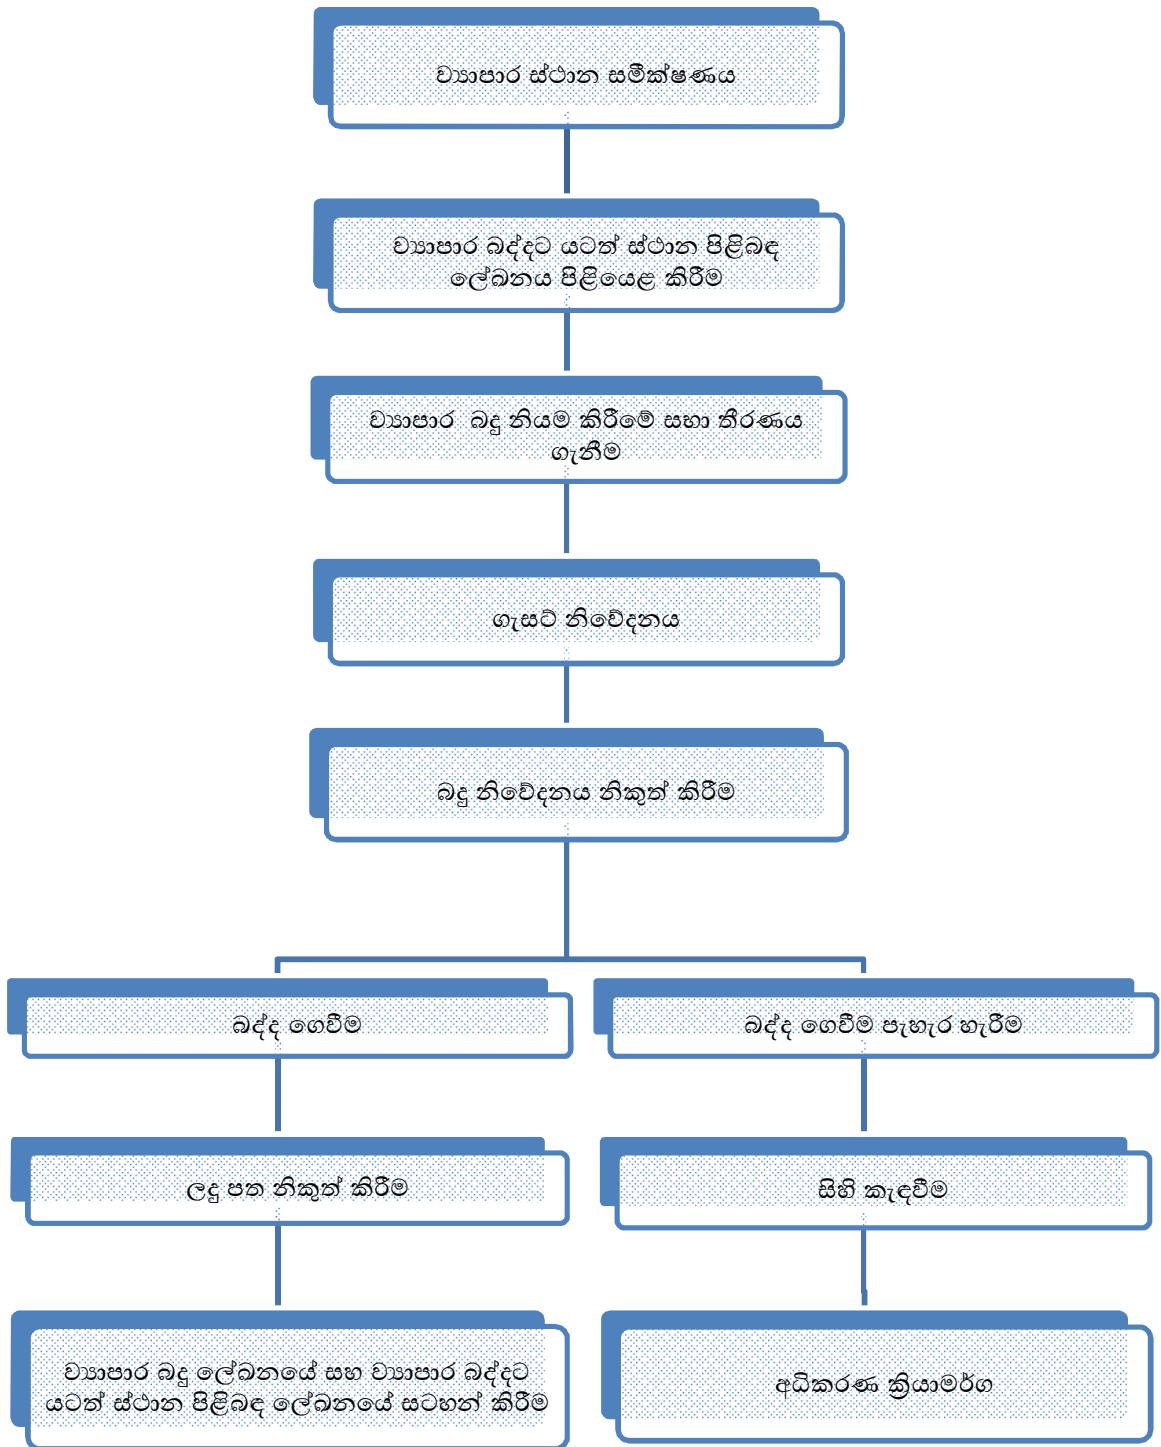 ව්‍යාපාර ස්ථාන සමීක්ෂණය
ව්‍යාපාර බද්දට යටත් ස්ථාන පිළිබඳ
ලේඛනය පිළියෙළ කිරීම
ව්‍යාපාර  බදු නියම කිරීමේ සභා තීරණය
ගැනීම
ගැසට් නිවේදනය
බදු නිවේදනය නිකුත් කිරීම
බද්ද ගෙවීම
බද්ද ගෙවීම පැහැර හැරීම
ලදු පත නිකුත් කිරීම
සිහි කැඳවීම
ව්‍යාපාර බදු ලේඛනයේ සහ ව්‍යාපාර බද්දට
යටත් ස්ථාන පිළිබඳ ලේඛනයේ සටහන් කිරීම
අධිකරණ ක්‍රියාමර්ග